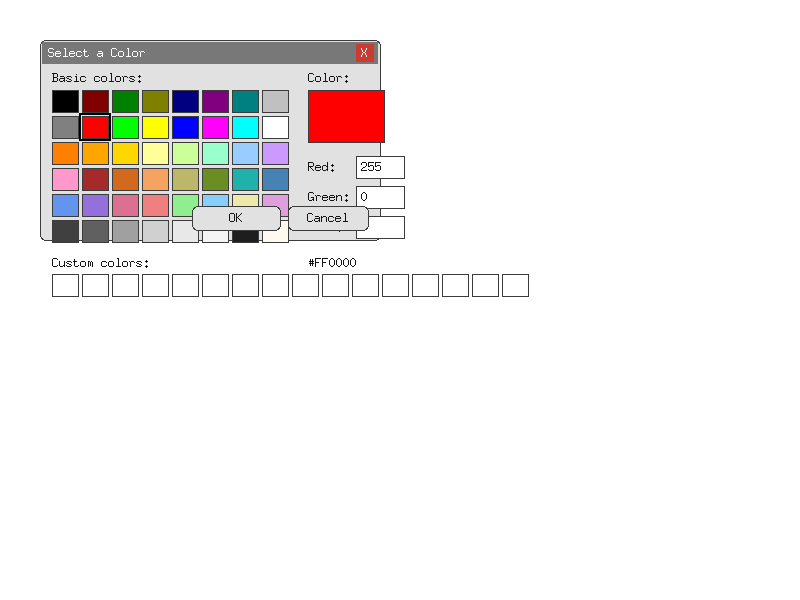 Select a Color X
Basic colors:
Color:
Red: 255
Green: 0
OK
Cancel
Custom colors:
#FF0000